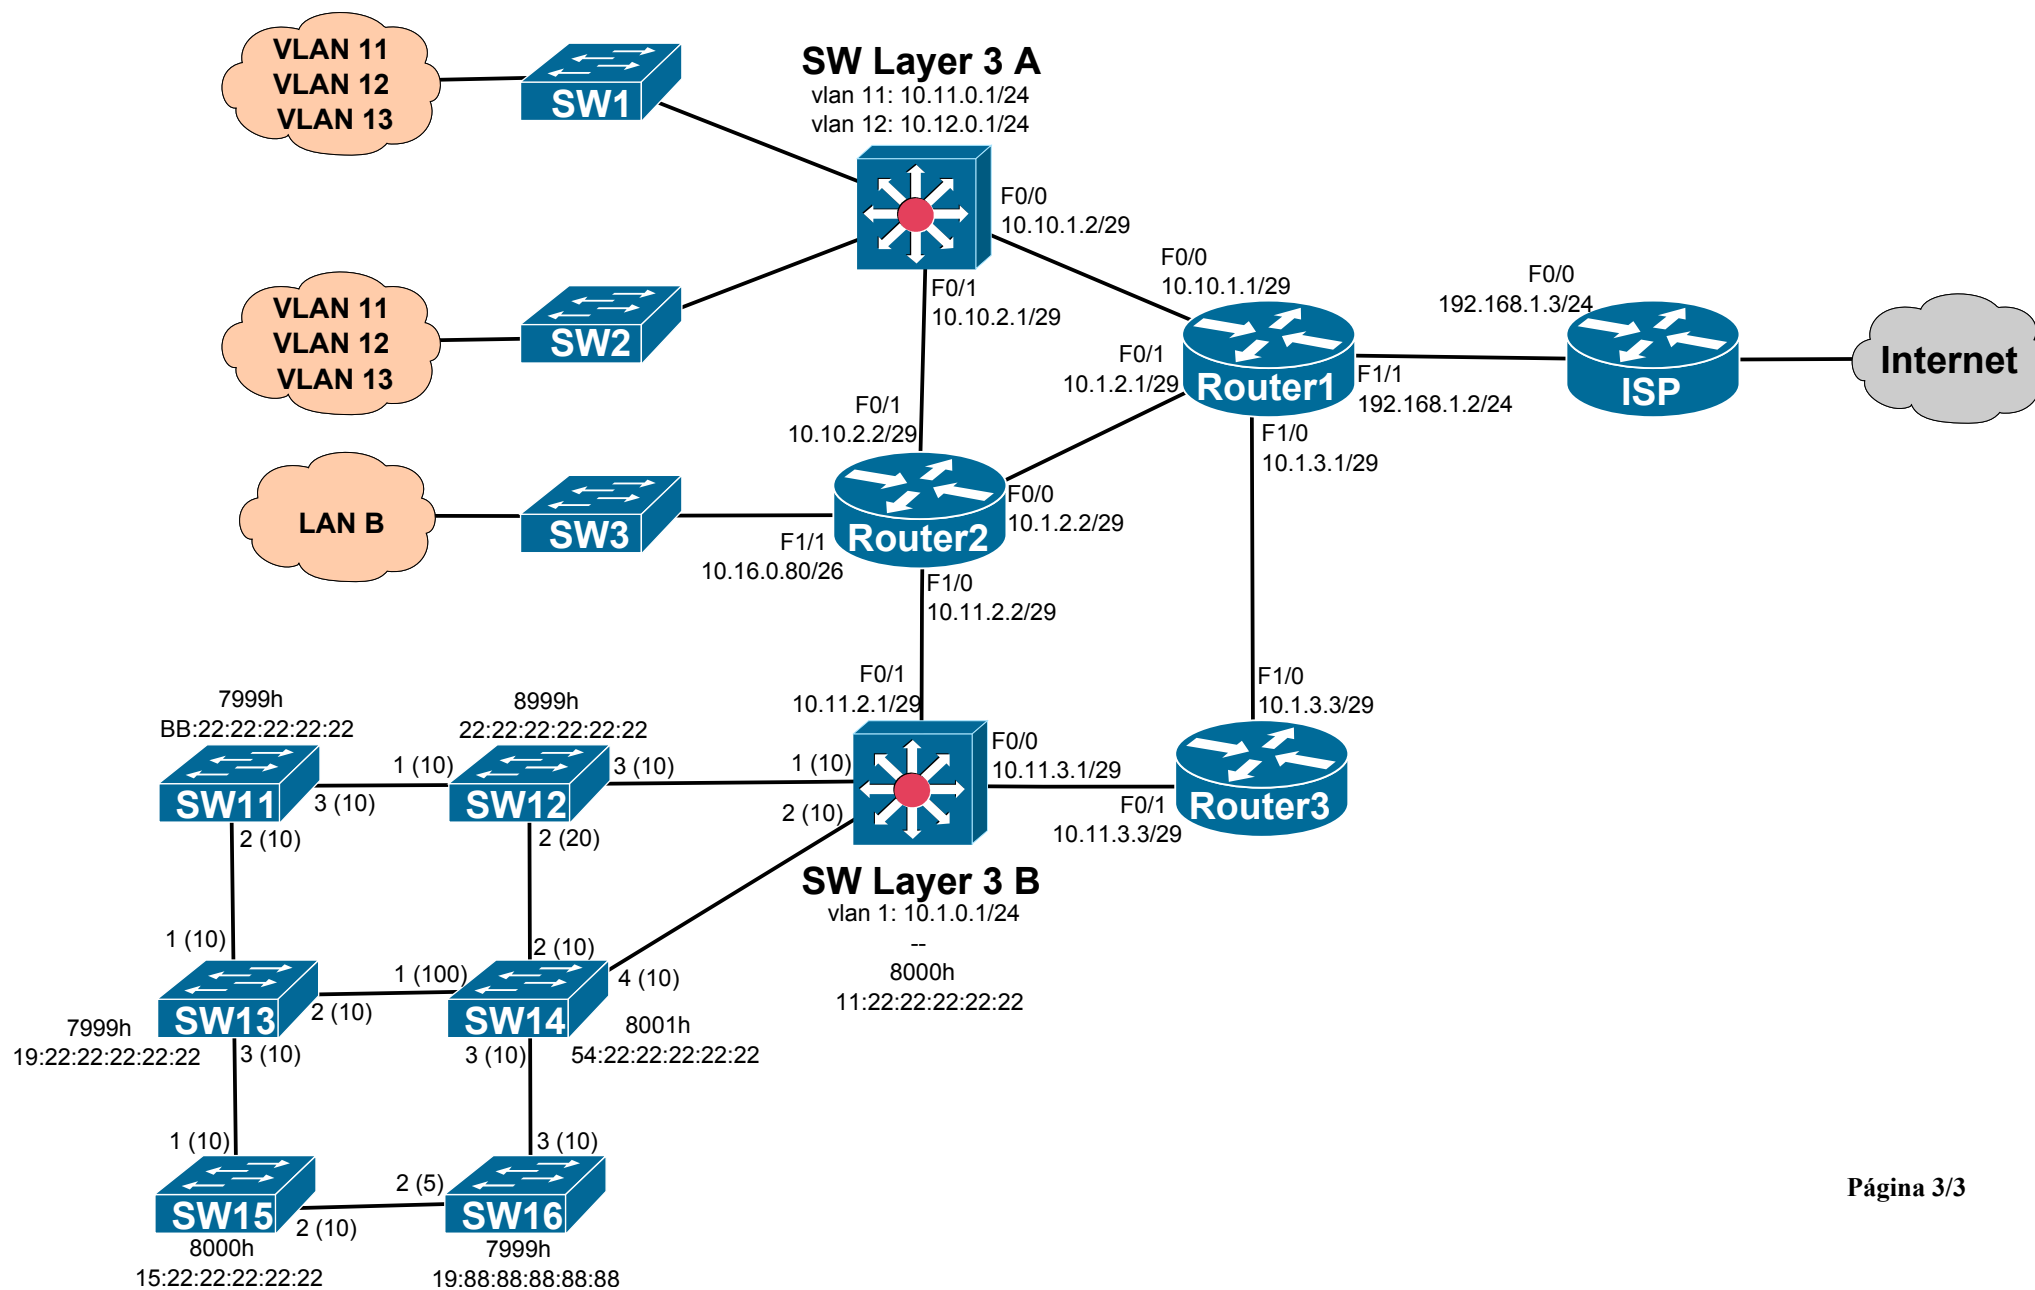 VLAN 11
VLAN 12
VLAN 13
SW1
SW Layer 3 A
vlan 11: 10.11.0.1/24
vlan 12: 10.12.0.1/24
F0/0
10.10.1.2/29
F0/1
10.10.2.1/29
VLAN 11
VLAN 12
VLAN 13
SW2
F0/0
10.10.1.1/29
F0/1
10.1.2.1/29
Router1
F1/1
192.168.1.2/24
F1/0
10.1.3.1/29
F0/0
192.168.1.3/24
ISP
Internet
LAN B
SW3
F0/1
10.10.2.2/29
F1/1
10.16.0.80/26
Router2
F0/0
10.1.2.2/29
F1/0
10.11.2.2/29
F0/1
10.11.2.1/29
1 (10)
2 (10)
F0/0
10.11.3.1/29
SW Layer 3 B
vlan 1: 10.1.0.1/24
--
8000h
11:22:22:22:22:22
F1/0
10.1.3.3/29
F0/1
10.11.3.3/29
Router3
7999h
BB:22:22:22:22:22
SW11
3 (10)
2 (10)
8999h
22:22:22:22:22:22
1 (10)
SW12
3 (10)
2 (20)
1 (10)
SW13
2 (10)
3 (10)
7999h
19:22:22:22:22:22
1 (100)
2 (10)
SW14
4 (10)
3 (10)
8001h
54:22:22:22:22:22
1 (10)
SW15
2 (10)
8000h
15:22:22:22:22:22
2 (5)
3 (10)
SW16
7999h
19:88:88:88:88:88
Página 3/3